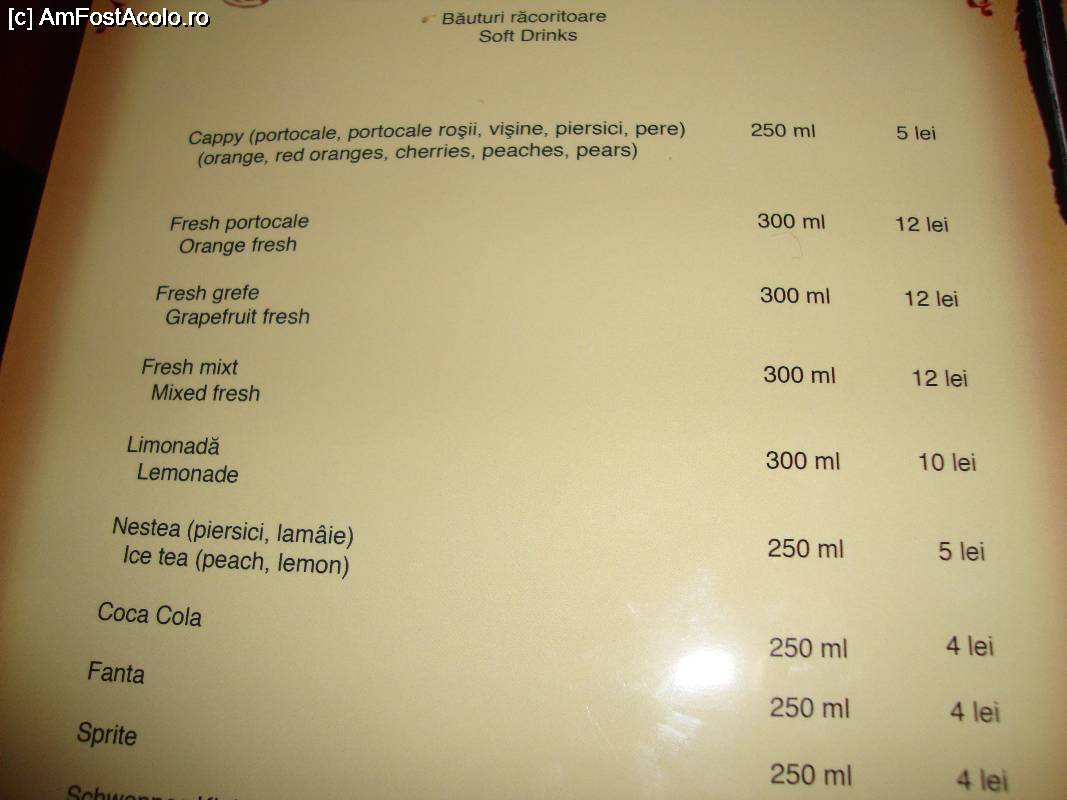 [c] AmFostAcolo.ro
Băuturi răcoritoare
Soft Drinks
Cappy (portocale, portocale roşii, vişine, piersici, pere) 250 ml 5 lei
(orange, red oranges, cherries, peaches, pears)
Fresh portocale 300 ml 12 lei
Orange fresh
Fresh grefe 300 ml 12 lei
Grapefruit fresh
Fresh mixt 300 ml 12 lei
Mixed fresh
Limonadă 300 ml 10 lei
Lemonade
Nestea (piersici, lamâie) 250 ml 5 lei
Ice tea (peach, lemon)
Coca Cola 250 ml 4 lei
Fanta 250 ml 4 lei
Sprite 250 ml 4 lei